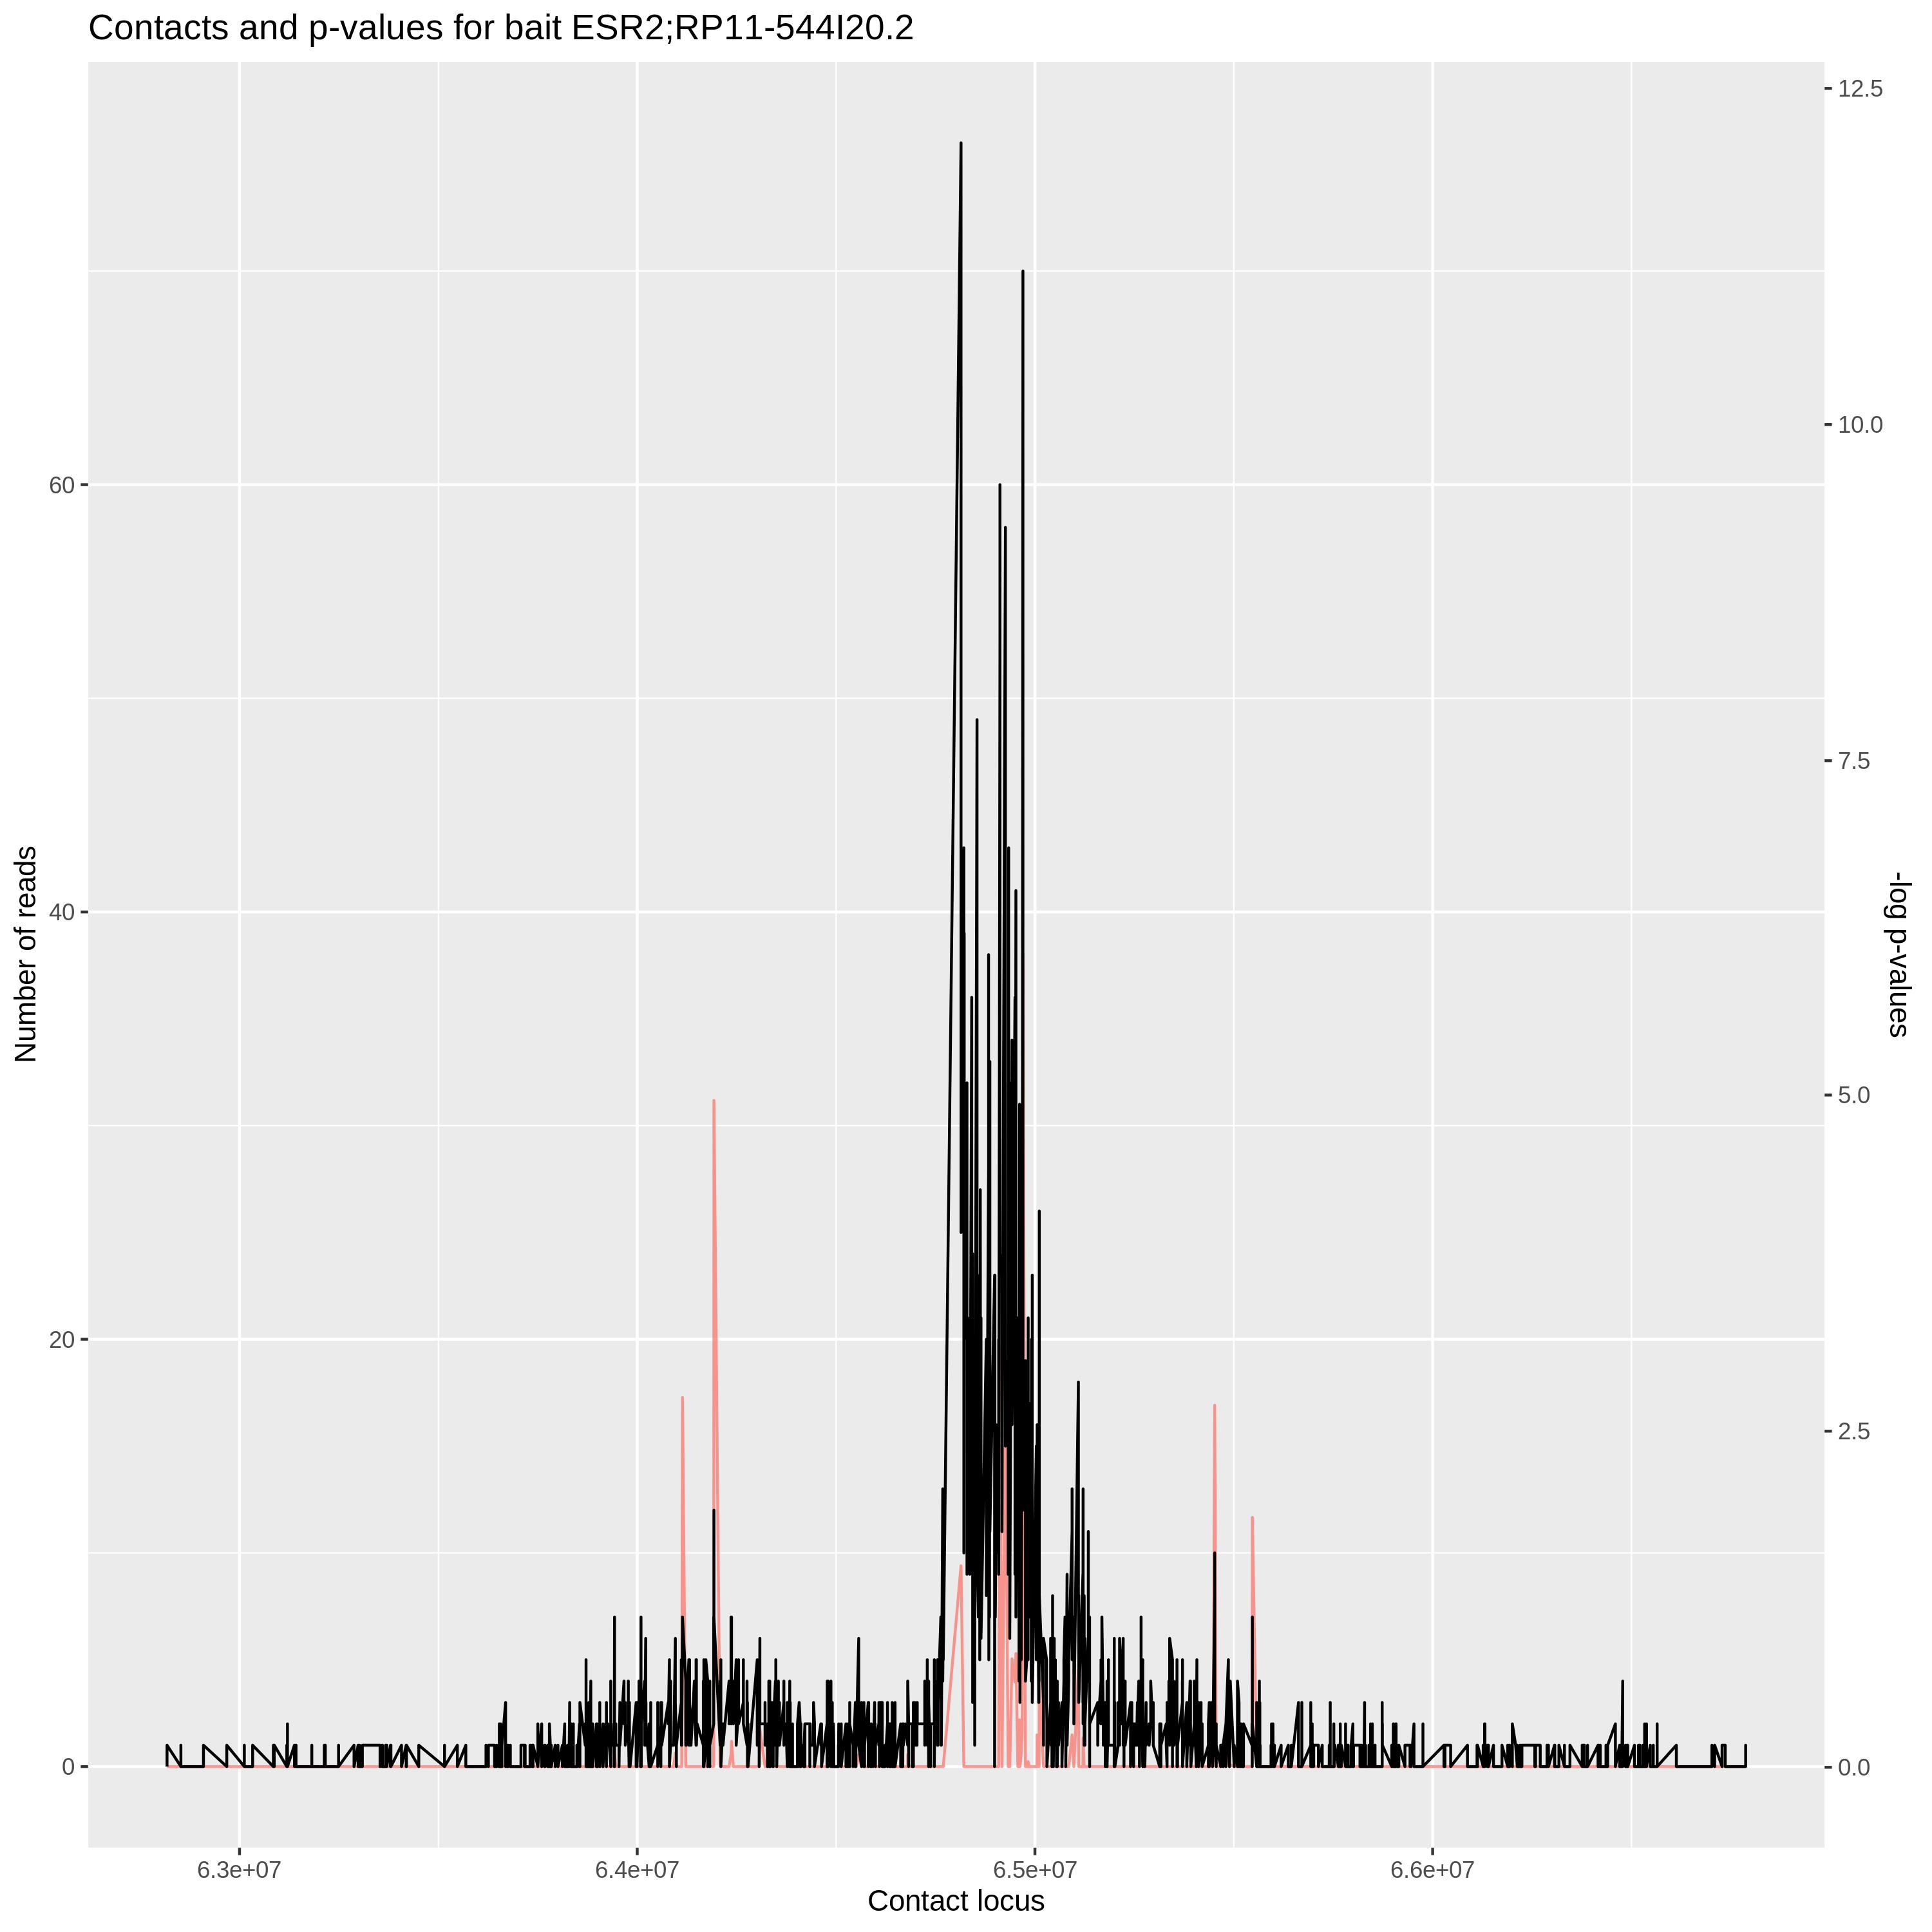 Contacts and p-values for bait ESR2;RP11-544I20.2
12.5
10.0
60
7.5
Number of reads
40
-log p-values
5.0
20
2.5
0
0.0
6.3e+07
6.4e+07
6.5e+07
6.6e+07
Contact locus